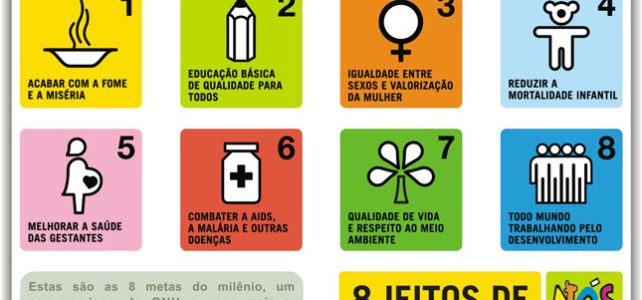 1
2
3
4
ACABAR COM A FOME
E A MISÉRIA
EDUCAÇÃO BÁSICA
DE QUALIDADE PARA
TODOS
IGUALDADE ENTRE
SEXOS E VALORIZAÇÃO
DA MULHER
REDUZIR A
MORTALIDADE INFANTIL
5
6
7
8
MELHORAR A SAÚDE
DAS GESTANTES
COMBATER A AIDS,
A MALÁRIA E OUTRAS
DOENÇAS
QUALIDADE DE VIDA
E RESPEITO AO MEIO
AMBIENTE
TODO MUNDO
TRABALHANDO PELO
DESENVOLVIMENTO
Estas são as 8 metas do milênio, um
8 JEITOS DE
NÓS